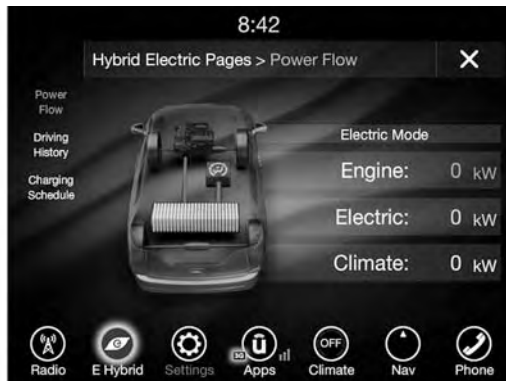 8:42
Hybrid Electric Pages > Power Flow
Power
Flow
Driving
History
Charging
Schedule
Electric Mode
Engine: 0 kW
Electric: 0 kW
Climate: 0 kW
OFF
3G
Radio E Hybrid Settings Apps Climate Nav Phone